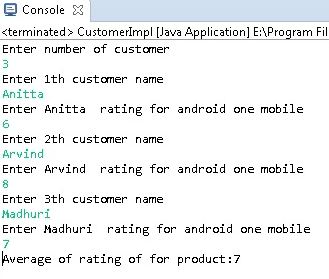 Console
<terminated> CustomerImpl [Java Application] E:\Program Fil
Enter number of customer
3
Enter 1th customer name
Anitta
Enter Anitta  rating for android one mobile
6
Enter 2th customer name
Arvind
Enter Arvind  rating for android one mobile
8
Enter 3th customer name
Madhuri
Enter Madhuri  rating for android one mobile
7
Average of rating of for product:7